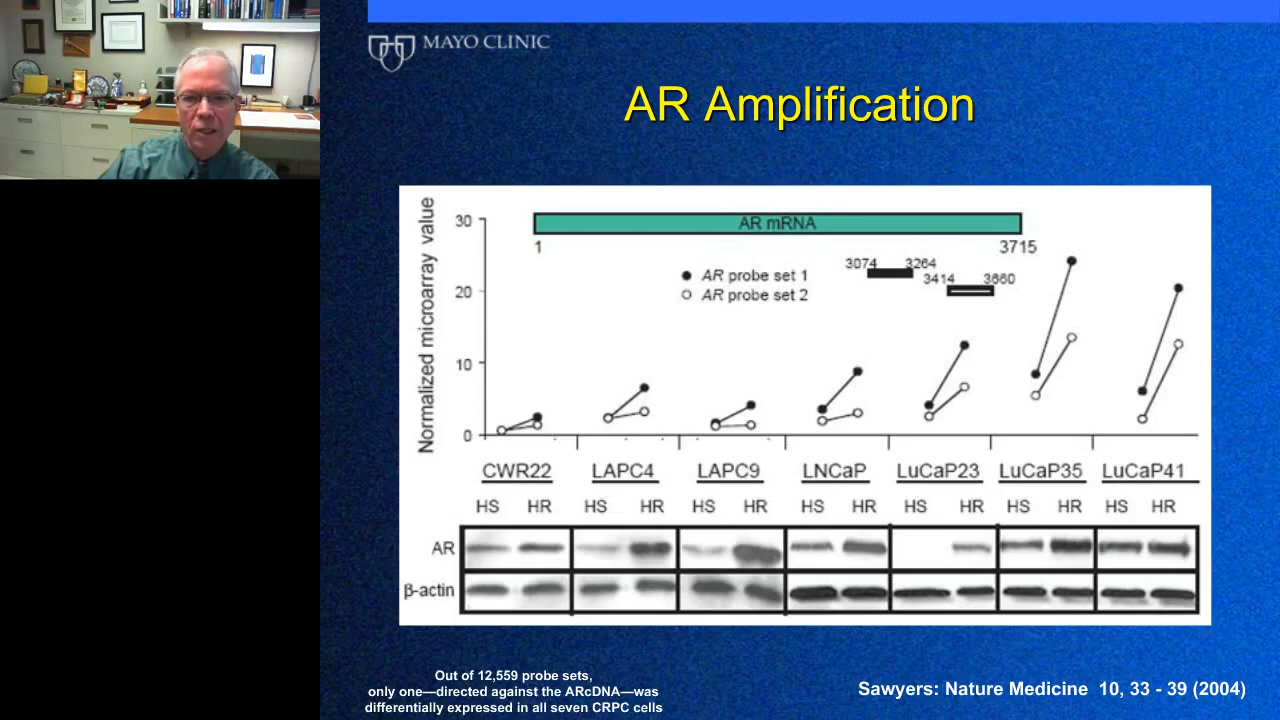 MAYO CLINIC
AR Amplification
Normalized microarray value
30
20
10
0
AR mRNA
1
3715
AR probe set 1
AR probe set 2
3074
3264
3414
3660
CWR22 LAPC4 LAPC9 LNCaP LuCaP23 LuCaP35 LuCaP41
HS HR HS HR HS HR HS HR HS HR HS HR HS HR
AR
β-actin
Out of 12,559 probe sets,
only one—directed against the ARcDNA—was
differentially expressed in all seven CRPC cells
Sawyers: Nature Medicine 10, 33 - 39 (2004)